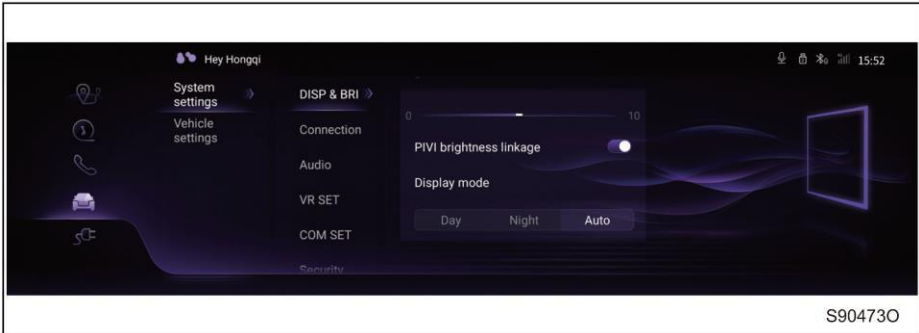 Hey Hongqi
15:52
System settings
Vehicle settings
DISP & BRI
Connection
Audio
VR SET
COM SET
Security
0 10
PIVI brightness linkage
Display mode
Day Night Auto
S90473O